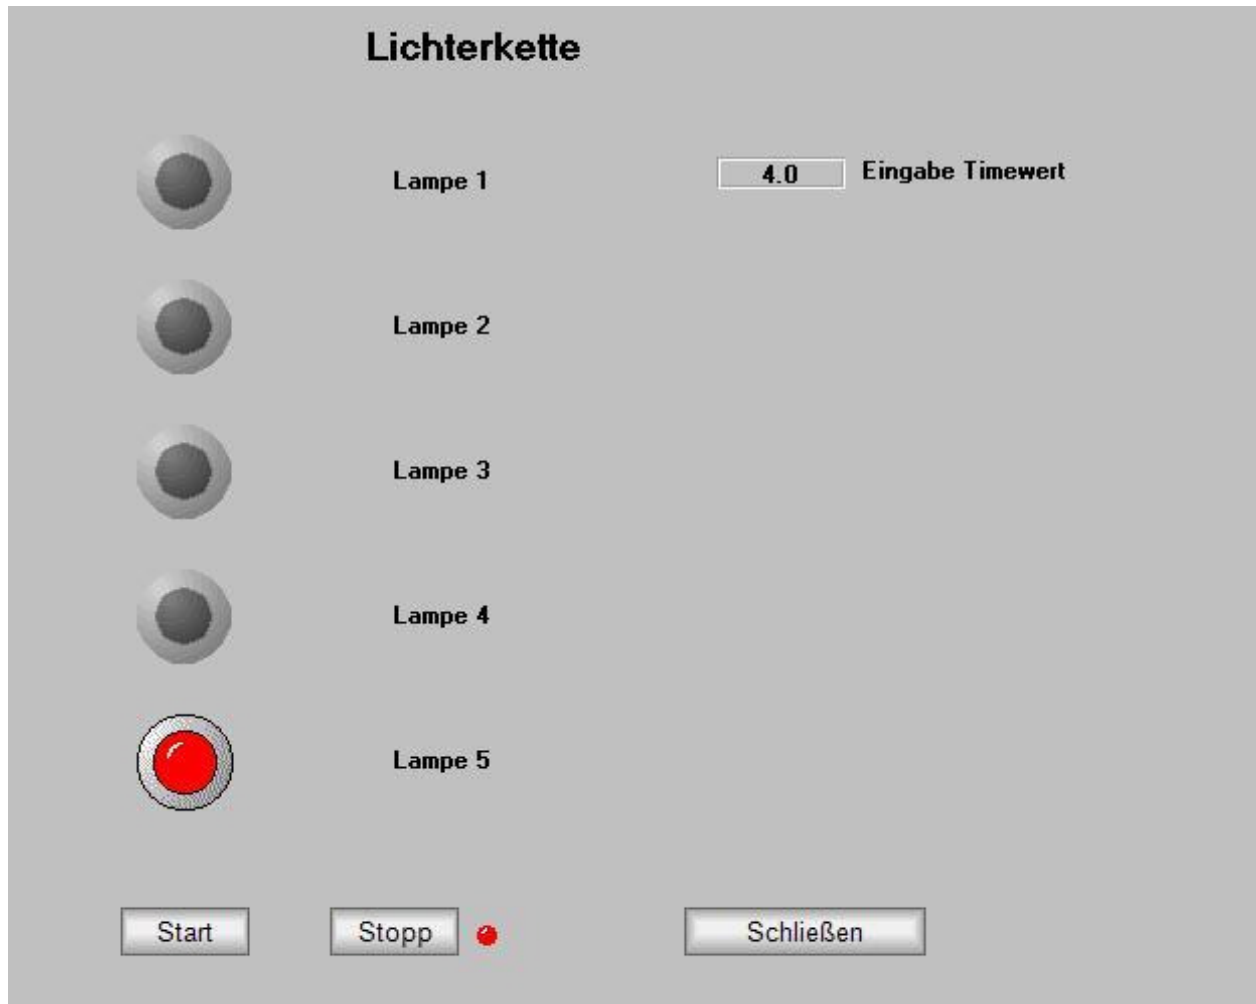 Lichterkette
Lampe 1
4.0 Eingabe Timewert
Lampe 2
Lampe 3
Lampe 4
Lampe 5
Start Stopp Schließen